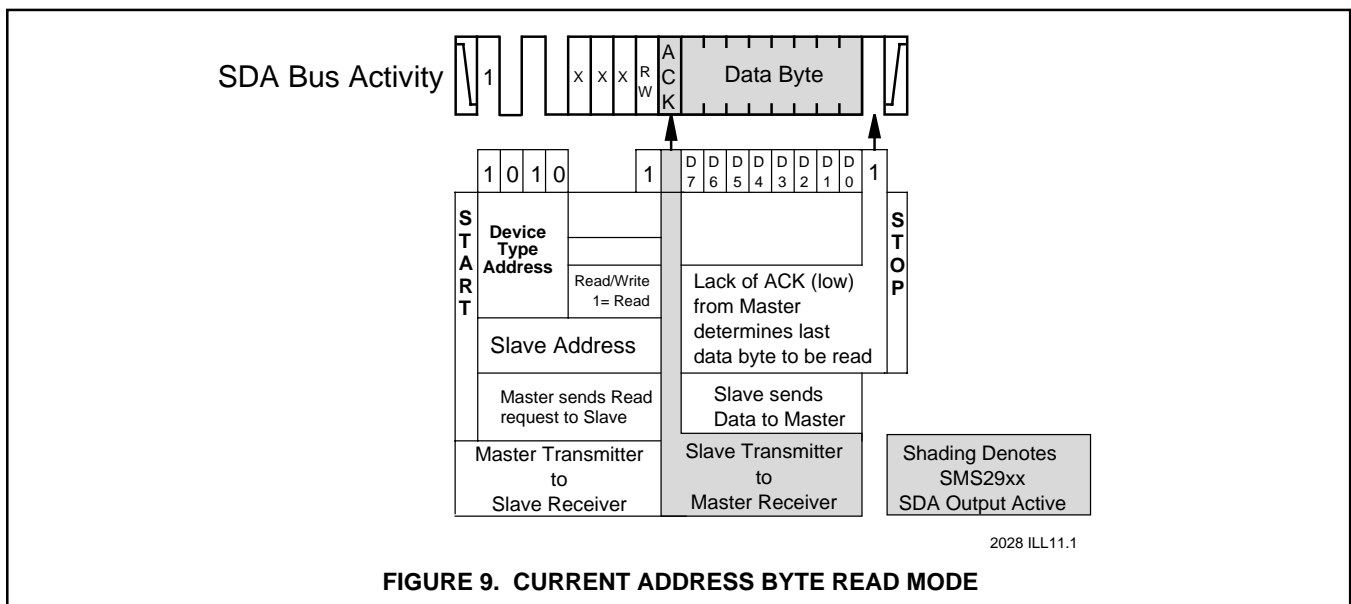 SDA Bus Activity
1
X X X
R
W
A
C
K
Data Byte
1 0 1 0
1
D D D D D D D D
7 6 5 4 3 2 1 0
1
S
T
A
R
T
Device
Type
Address
Read/Write
1= Read
Slave Address
Lack of ACK (low)
from Master
determines last
data byte to be read
S
T
O
P
Master sends Read
request to Slave
Slave sends
Data to Master
Master Transmitter
to
Slave Receiver
Slave Transmitter
to
Master Receiver
Shading Denotes
SMS29xx
SDA Output Active
2028 ILL11.1
FIGURE 9. CURRENT ADDRESS BYTE READ MODE